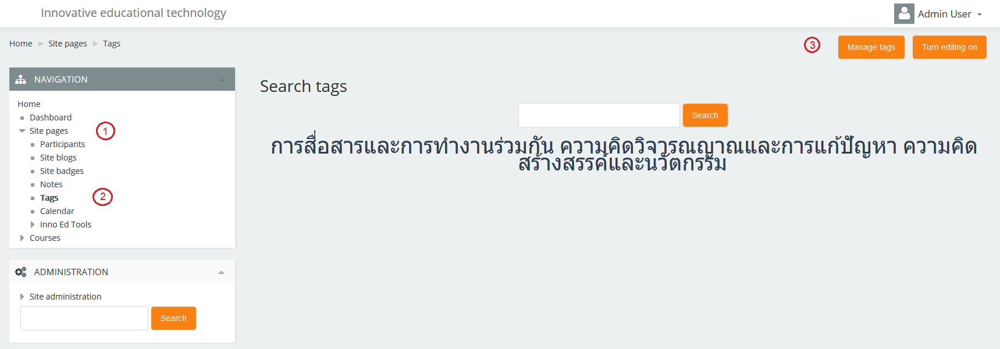 Innovative educational technology
Admin User
Home Site pages Tags
3
Manage tags
Turn editing on
NAVIGATION
Home
Dashboard
Site pages
1
Participants
Site blogs
Site badges
Notes
Tags
2
Calendar
Inno Ed Tools
Courses
ADMINISTRATION
Site administration
Search
Search tags
Search
การสื่อสารและการทำงานร่วมกัน ความคิดวิจารณญาณและการแก้ปัญหา ความคิด
สร้างสรรค์และนวัตกรรม